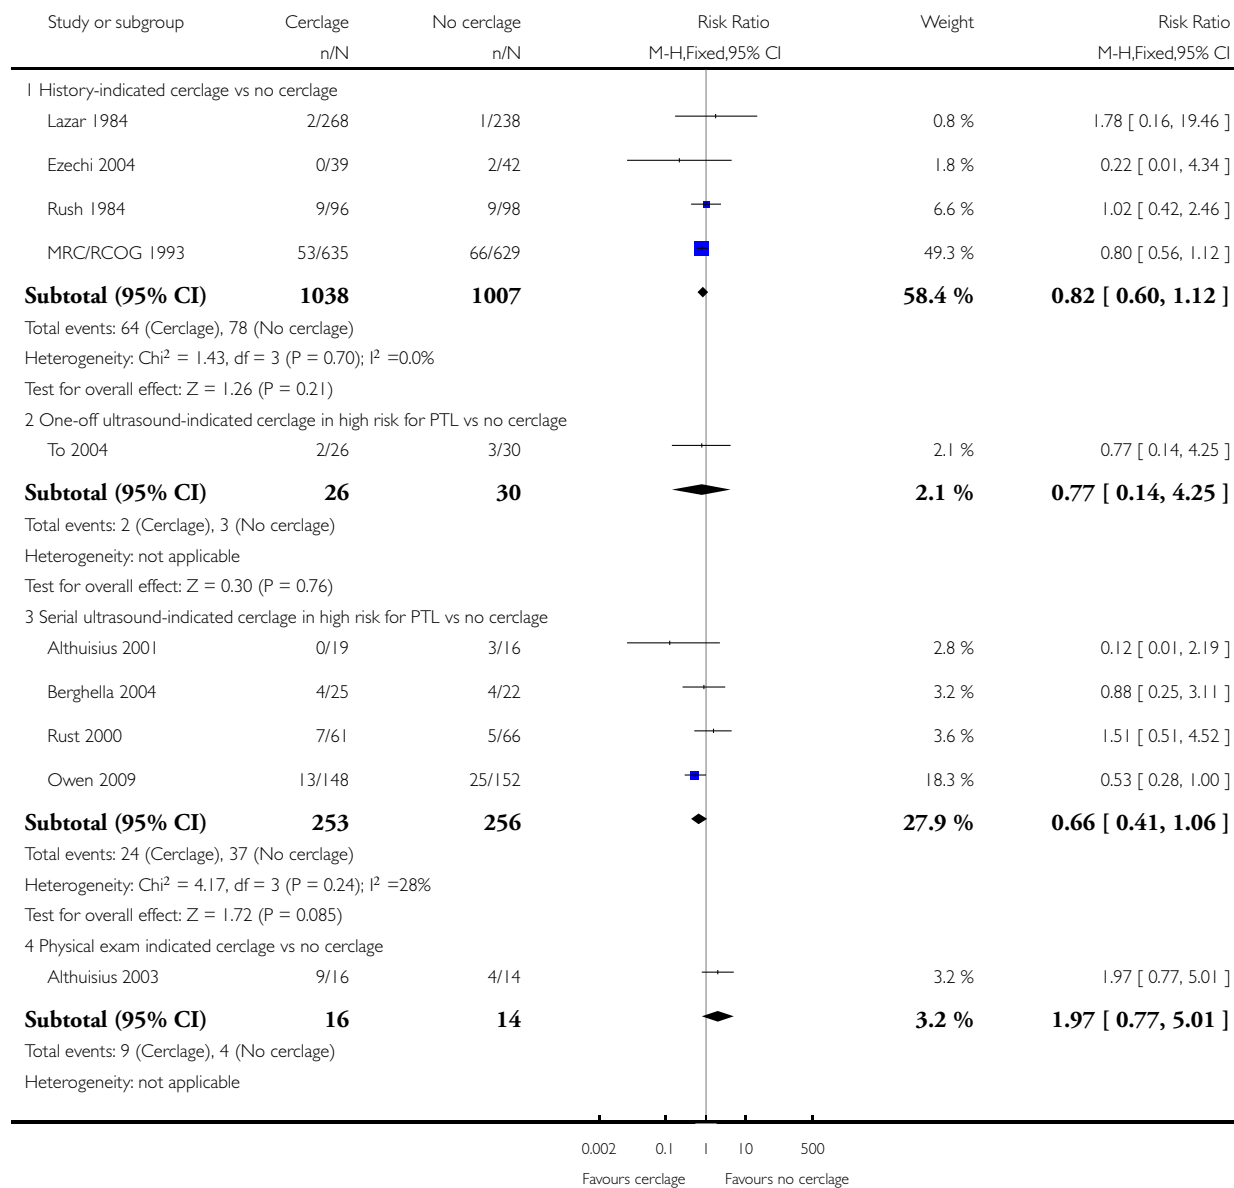 Study or subgroup Cerclage No cerclage Risk Ratio Weight Risk Ratio
n/N n/N M-H,Fixed,95% CI M-H,Fixed,95% CI
1 History-indicated cerclage vs no cerclage
Lazar 1984 2/268 1/238 0.8 % 1.78 [ 0.16, 19.46 ]
Ezechi 2004 0/39 2/42 1.8 % 0.22 [ 0.01, 4.34 ]
Rush 1984 9/96 9/98 6.6 % 1.02 [ 0.42, 2.46 ]
MRC/RCOG 1993 53/635 66/629 49.3 % 0.80 [ 0.56, 1.12 ]
Subtotal (95% CI) 1038 1007 58.4 % 0.82 [ 0.60, 1.12 ]
Total events: 64 (Cerclage), 78 (No cerclage)
Heterogeneity: Chi² = 1.43, df = 3 (P = 0.70); I² =0.0%
Test for overall effect: Z = 1.26 (P = 0.21)
2 One-off ultrasound-indicated cerclage in high risk for PTL vs no cerclage
To 2004 2/26 3/30 2.1 % 0.77 [ 0.14, 4.25 ]
Subtotal (95% CI) 26 30 2.1 % 0.77 [ 0.14, 4.25 ]
Total events: 2 (Cerclage), 3 (No cerclage)
Heterogeneity: not applicable
Test for overall effect: Z = 0.30 (P = 0.76)
3 Serial ultrasound-indicated cerclage in high risk for PTL vs no cerclage
Althuisius 2001 0/19 3/16 2.8 % 0.12 [ 0.01, 2.19 ]
Berghella 2004 4/25 4/22 3.2 % 0.88 [ 0.25, 3.11 ]
Rust 2000 7/61 5/66 3.6 % 1.51 [ 0.51, 4.52 ]
Owen 2009 13/148 25/152 18.3 % 0.53 [ 0.28, 1.00 ]
Subtotal (95% CI) 253 256 27.9 % 0.66 [ 0.41, 1.06 ]
Total events: 24 (Cerclage), 37 (No cerclage)
Heterogeneity: Chi² = 4.17, df = 3 (P = 0.24); I² =28%
Test for overall effect: Z = 1.72 (P = 0.085)
4 Physical exam indicated cerclage vs no cerclage
Althuisius 2003 9/16 4/14 3.2 % 1.97 [ 0.77, 5.01 ]
Subtotal (95% CI) 16 14 3.2 % 1.97 [ 0.77, 5.01 ]
Total events: 9 (Cerclage), 4 (No cerclage)
Heterogeneity: not applicable
0.002 0.1 1 10 500
Favours cerclage Favours no cerclage